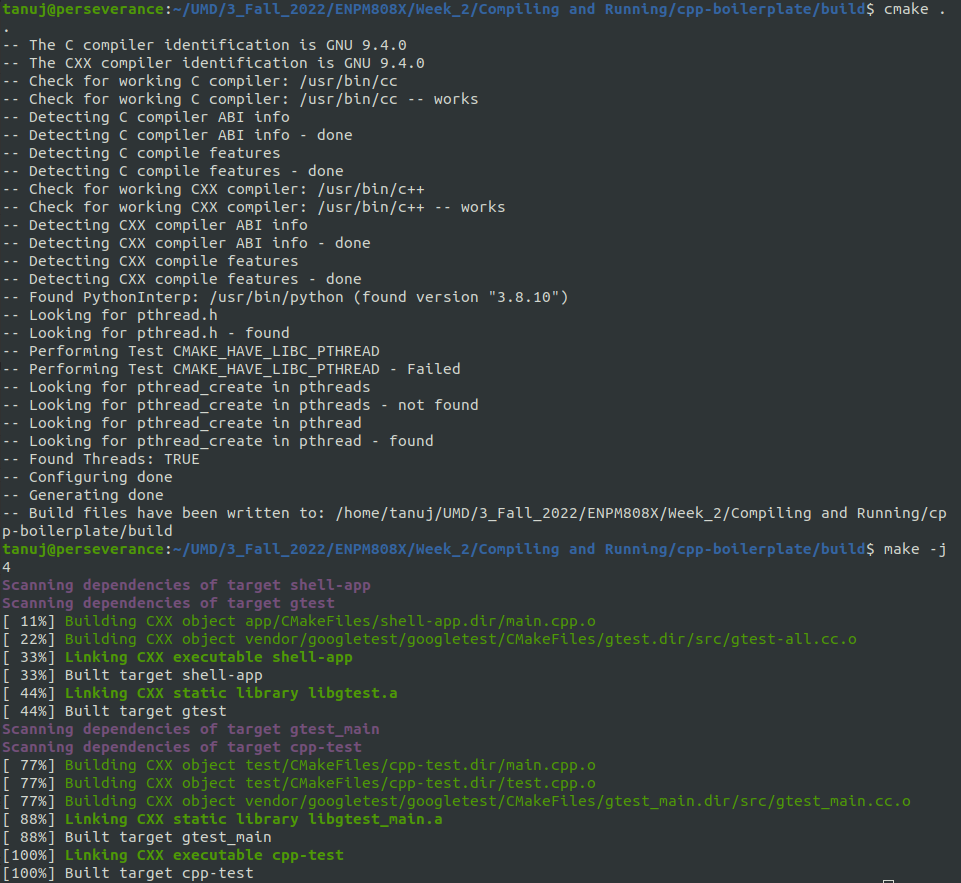 tanuj@perseverance:~/UMD/3_Fall_2022/ENPM808X/Week_2/Compiling and Running/cpp-boilerplate/build$ cmake .
.
-- The C compiler identification is GNU 9.4.0
-- The CXX compiler identification is GNU 9.4.0
-- Check for working C compiler: /usr/bin/cc
-- Check for working C compiler: /usr/bin/cc -- works
-- Detecting C compiler ABI info
-- Detecting C compiler ABI info - done
-- Detecting C compile features
-- Detecting C compile features - done
-- Check for working CXX compiler: /usr/bin/c++
-- Check for working CXX compiler: /usr/bin/c++ -- works
-- Detecting CXX compiler ABI info
-- Detecting CXX compiler ABI info - done
-- Detecting CXX compile features
-- Detecting CXX compile features - done
-- Found PythonInterp: /usr/bin/python (found version "3.8.10")
-- Looking for pthread.h
-- Looking for pthread.h - found
-- Performing Test CMAKE_HAVE_LIBC_PTHREAD
-- Performing Test CMAKE_HAVE_LIBC_PTHREAD - Failed
-- Looking for pthread_create in pthreads
-- Looking for pthread_create in pthreads - not found
-- Looking for pthread_create in pthread
-- Looking for pthread_create in pthread - found
-- Found Threads: TRUE
-- Configuring done
-- Generating done
-- Build files have been written to: /home/tanuj/UMD/3_Fall_2022/ENPM808X/Week_2/Compiling and Running/cp
p-boilerplate/build
tanuj@perseverance:~/UMD/3_Fall_2022/ENPM808X/Week_2/Compiling and Running/cpp-boilerplate/build$ make -j
4
Scanning dependencies of target shell-app
Scanning dependencies of target gtest
[ 11%] Building CXX object app/CMakeFiles/shell-app.dir/main.cpp.o
[ 22%] Building CXX object vendor/googletest/googletest/CMakeFiles/gtest.dir/src/gtest-all.cc.o
[ 33%] Linking CXX executable shell-app
[ 33%] Built target shell-app
[ 44%] Linking CXX static library libgtest.a
[ 44%] Built target gtest
Scanning dependencies of target gtest_main
Scanning dependencies of target cpp-test
[ 77%] Building CXX object test/CMakeFiles/cpp-test.dir/main.cpp.o
[ 77%] Building CXX object test/CMakeFiles/cpp-test.dir/test.cpp.o
[ 77%] Building CXX object vendor/googletest/googletest/CMakeFiles/gtest_main.dir/src/gtest_main.cc.o
[ 88%] Linking CXX static library libgtest_main.a
[ 88%] Built target gtest_main
[100%] Linking CXX executable cpp-test
[100%] Built target cpp-test